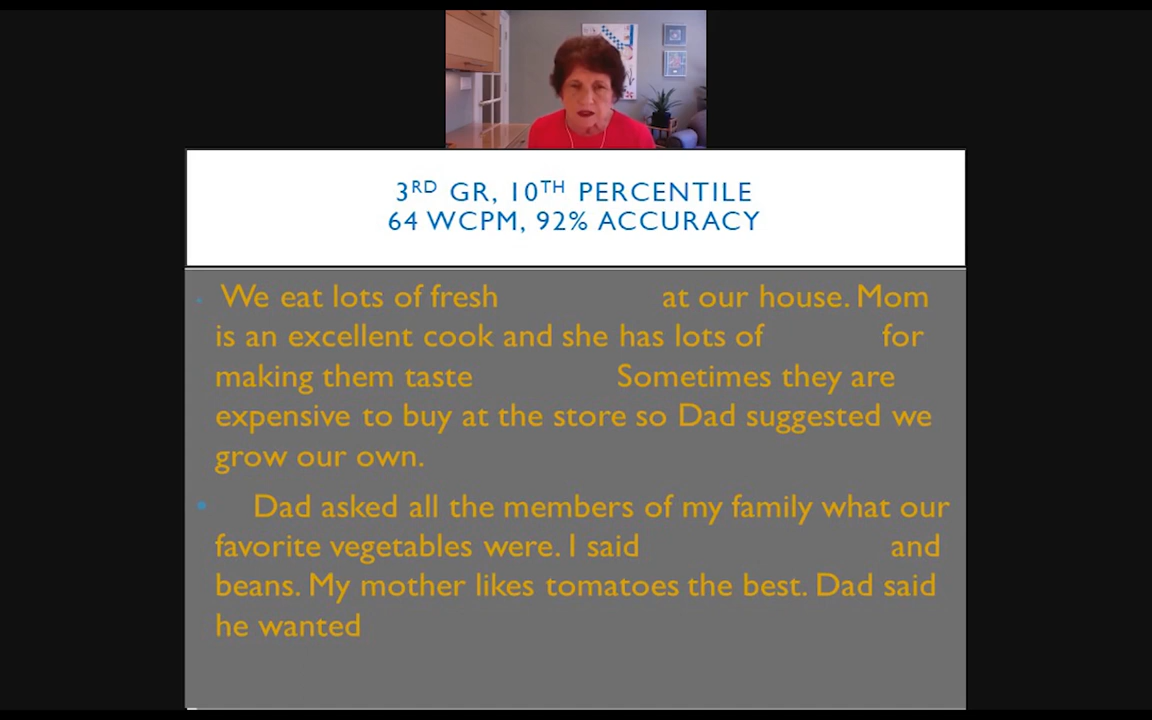 3RD GR, 10TH PERCENTILE
64 WCPM, 92% ACCURACY
• We eat lots of fresh at our house. Mom
is an excellent cook and she has lots of for
making them taste Sometimes they are
expensive to buy at the store so Dad suggested we
grow our own.
• Dad asked all the members of my family what our
favorite vegetables were. I said and
beans. My mother likes tomatoes the best. Dad said
he wanted